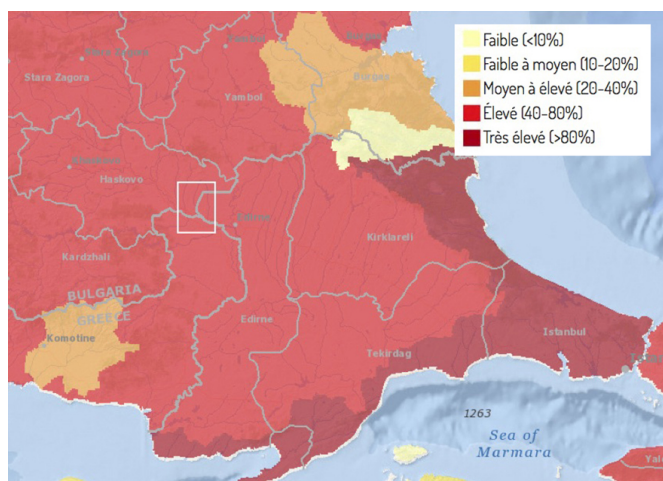 Faible (<10%)
Faible à moyen (10-20%)
Moyen à élevé (20-40%)
Élevé (40-80%)
Très élevé (>80%)
Stara Zagora
Yambol
Burgas
Haskovo
Kardzhali
BULGARIA
GREECE
Komotine
Kirklareli
Edirne
Tekirdag
Istanbul
1263
Sea of
Marmara